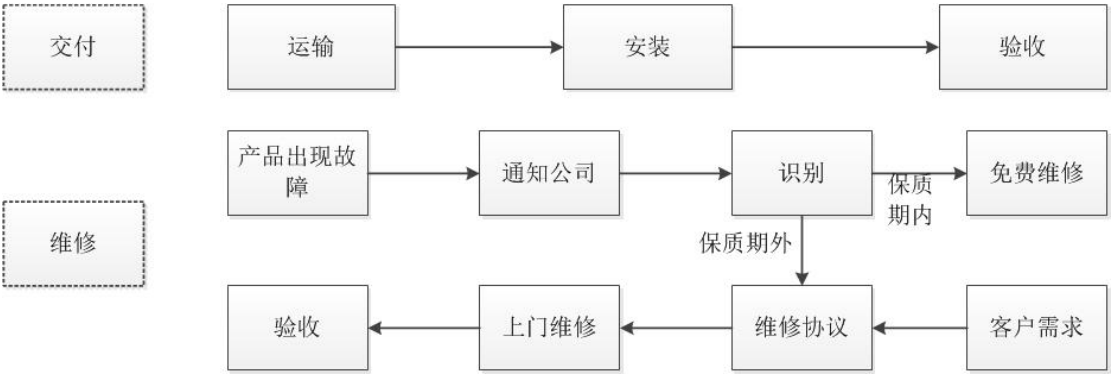 交付
运输
安装
验收
产品出现故
障
通知公司
识别
保质
期内
免费维修
维修
保质期外
验收
上门维修
维修协议
客户需求